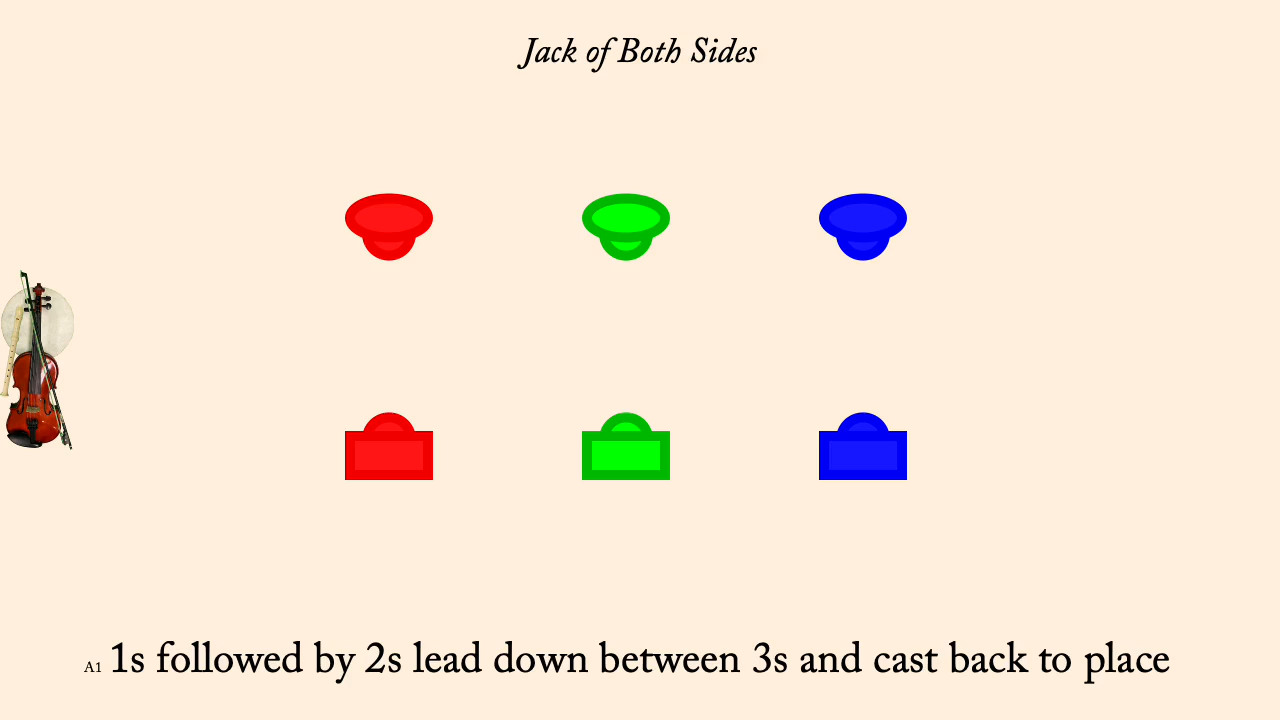 Jack of Both Sides
A1 1s followed by 2s lead down between 3s and cast back to place